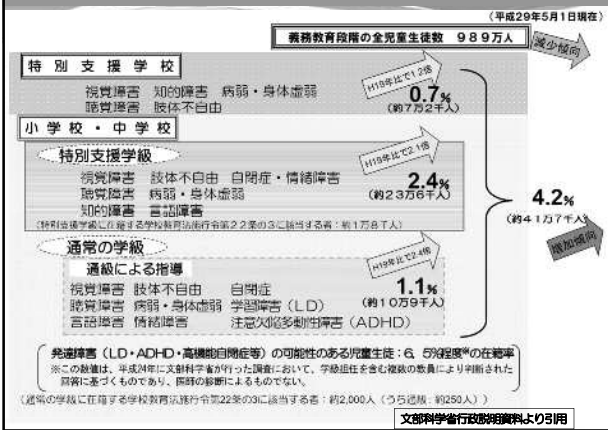 (平成29年5月1日現在)
義務教育段階の全児童生徒数 989万人
減少傾向
特別支援学校
視覚障害 知的障害 病弱・身体虚弱
聴覚障害 肢体不自由
H19年比で1.2倍
0.7%
(約7万2千人)
小学校・中学校
特別支援学級
視覚障害 肢体不自由 自閉症・情緒障害
聴覚障害 病弱・身体虚弱
知的障害 言語障害
(特別支援学級に在籍する学校教育法施行令第22条の3に該当する者:約1万8千人)
H19年比で2.1倍
2.4%
(約23万6千人)
4.2%
(約41万7千人)
増加傾向
通常の学級
通級による指導
視覚障害 肢体不自由 自閉症
聴覚障害 病弱・身体虚弱 学習障害(LD)
言語障害 情緒障害 注意欠陥多動性障害(ADHD)
H19年比で2.4倍
1.1%
(約10万9千人)
発達障害(LD・ADHD・高機能自閉症等)の可能性のある児童生徒:6.5%程度※の在籍率
※この数値は、平成24年に文部科学省が行った調査において、学級担任を含む複数の教員により判断された
回答に基づくものであり、医師の診断によるものでない。
(通常の学級に在籍する学校教育法施行令第22条の3に該当する者:約2,000人(うち通級:約250人))
文部科学省行政説明資料より引用